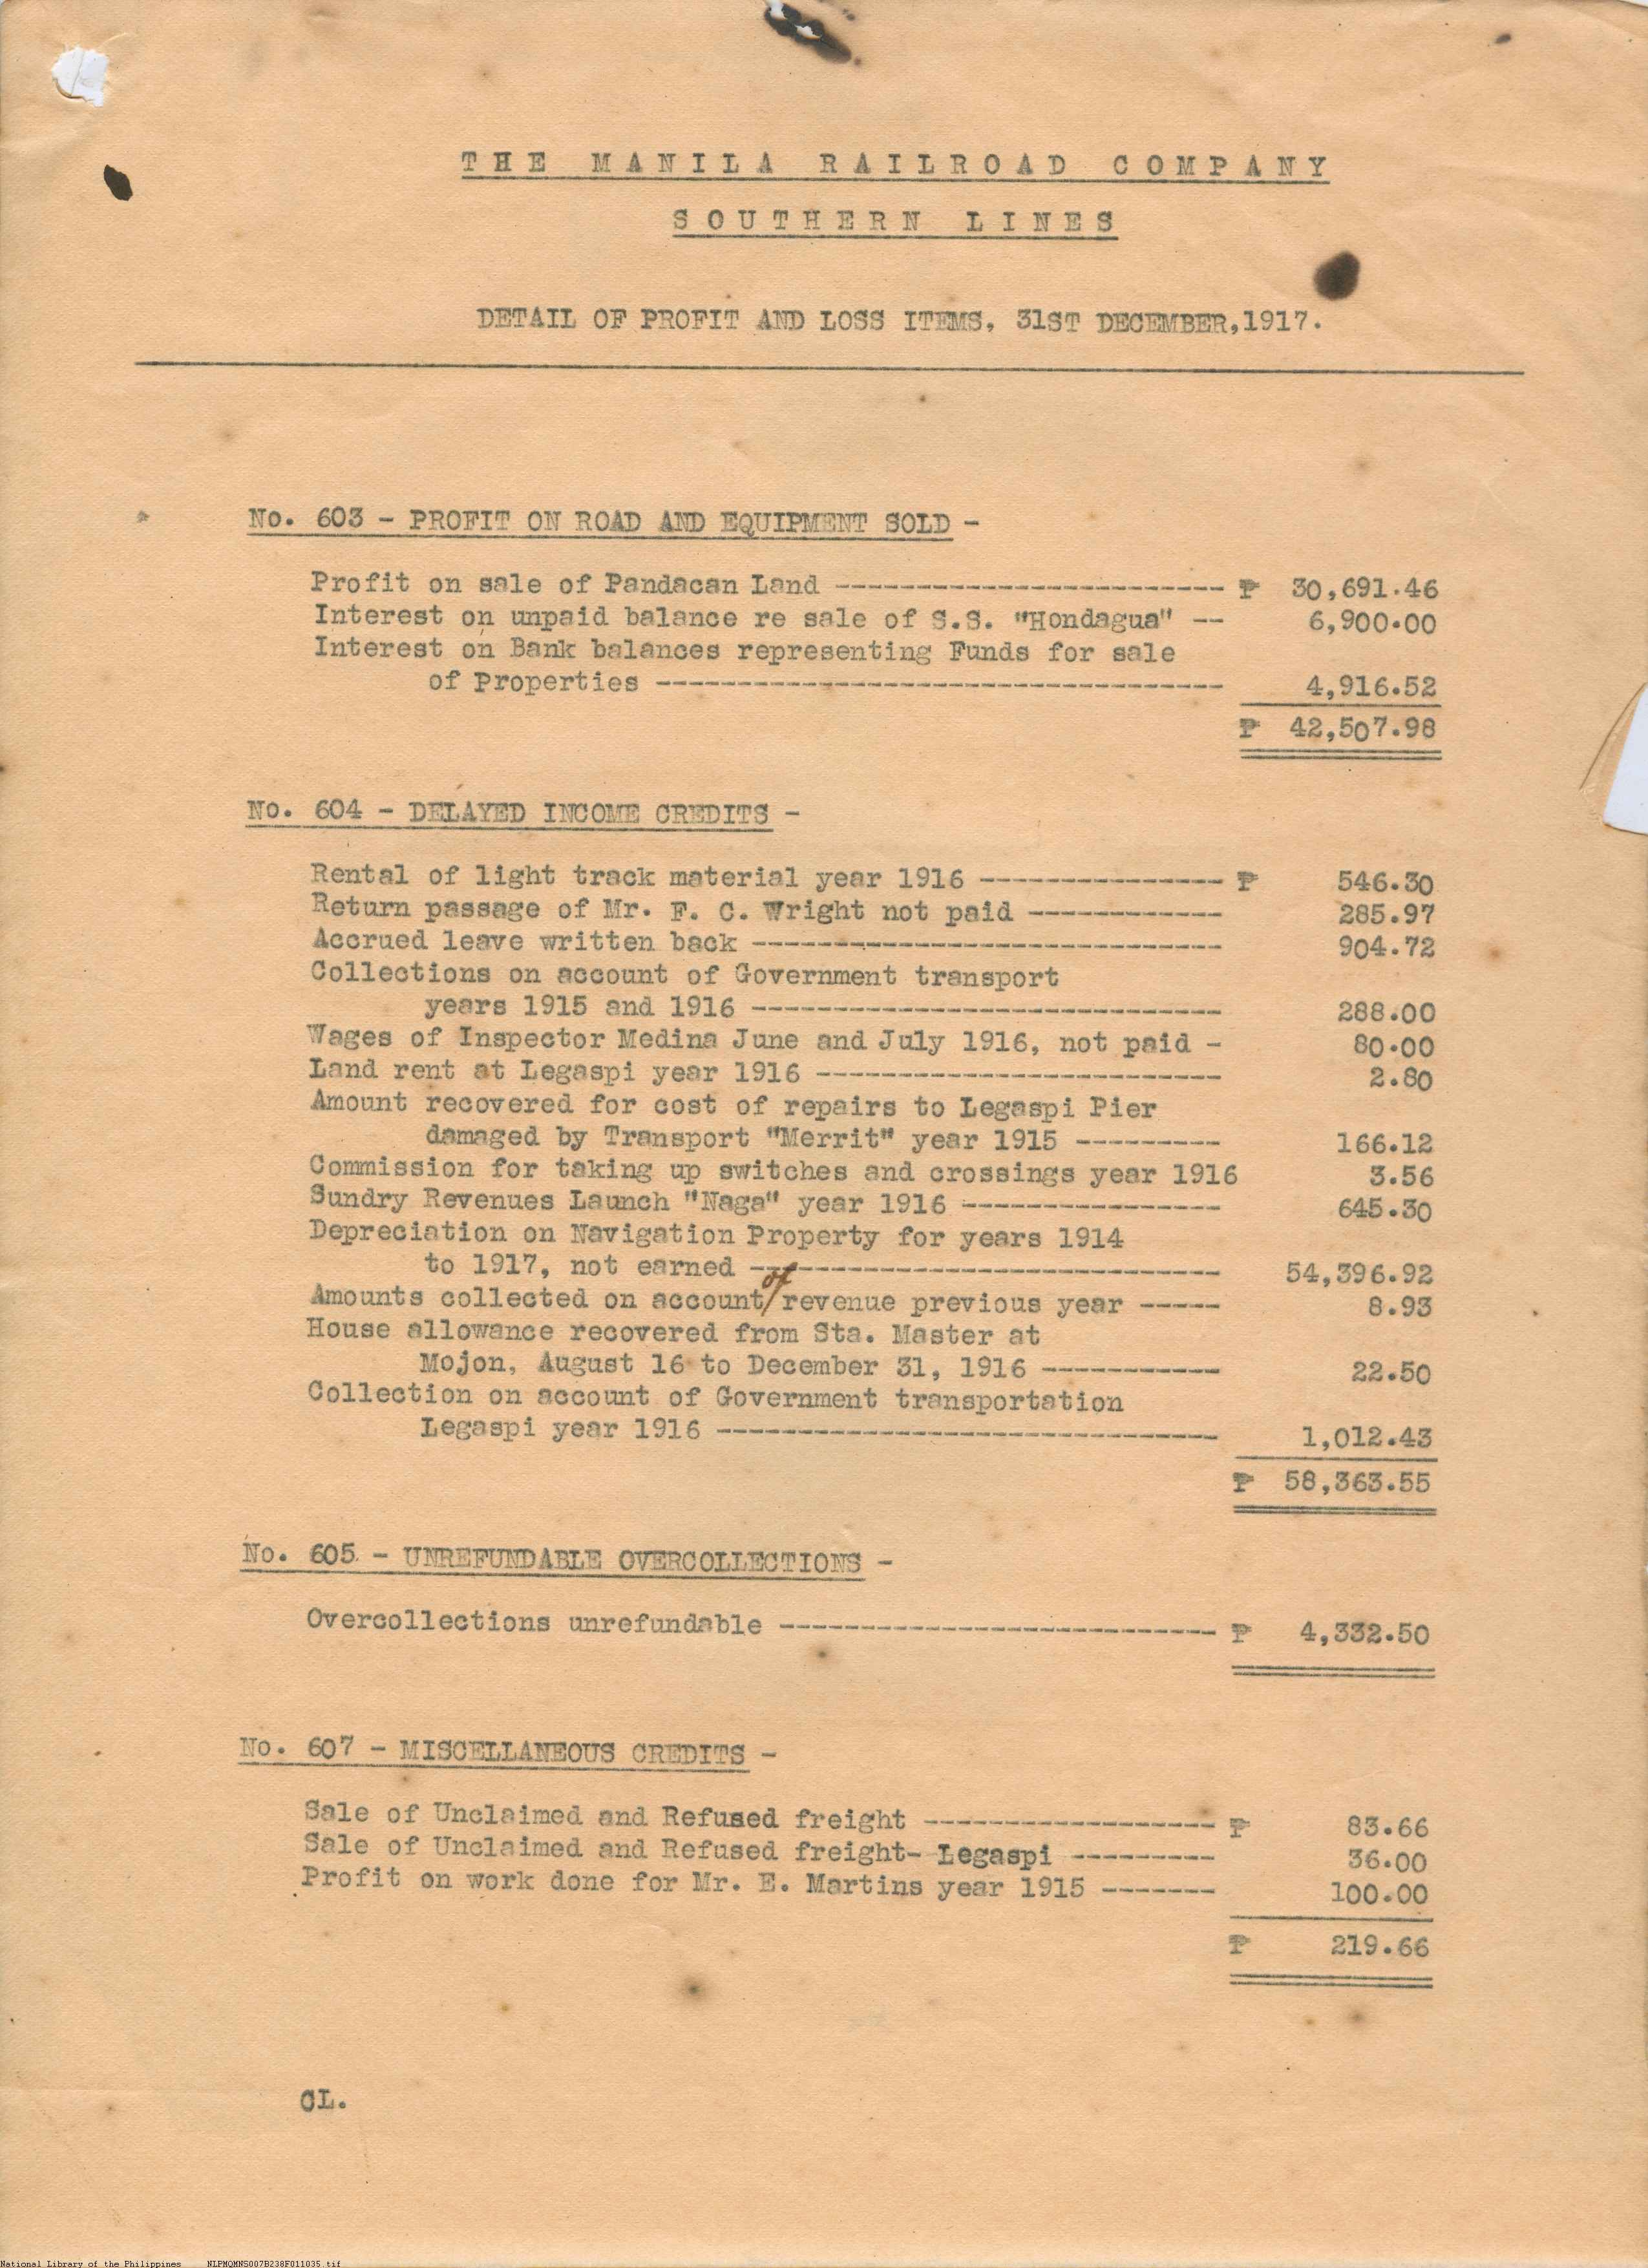 THE MANILA RAILROAD COMPANY
SOUTHERN LINES
DETAIL OF PROFIT AND LOSS ITEMS, 31ST DECEMBER,1917.
No. 603 - PROFIT ON ROAD AND EQUIPMENT SOLD -
Profit on sale of Pandacan Land ------------------------ ₱ 30,691.46
Interest on unpaid balance re sale of S.S. "Hondagua" -- 6,900.00
Interest on Bank balances representing Funds for sale
of Properties ----------------------------------- 4,916.52
₱ 42,507.98
No. 604 - DELAYED INCOME CREDITS -
Rental of light track material year 1916 --------------- ₱ 546.30
Return passage of Mr. F. C. Wright not paid ------------ 285.97
Accrued leave written back ----------------------------- 904.72
Collections on account of Government transport
years 1915 and 1916 ----------------------------- 288.00
Wages of Inspector Medina June and July 1916, not paid - 80.00
Land rent at Legaspi year 1916 ------------------------- 2.80
Amount recovered for cost of repairs to Legaspi Pier
damaged by Transport "Merrit" year 1915 --------- 166.12
Commission for taking up switches and crossings year 1916 3.56
Sundry Revenues Launch "Naga" year 1916 ---------------- 645.30
Depreciation on Navigation Property for years 1914
to 1917, not earned ----------------------------- 54,396.92
Amounts collected on account/of revenue previous year ----- 8.93
House allowance recovered from Sta. Master at
Mojon, August 16 to December 31, 1916 ----------- 22.50
Collection on account of Government transportation
Legaspi year 1916 ------------------------------- 1,012.43
₱ 58,363.55
No. 605 - UNREFUNDABLE OVERCOLLECTIONS -
Overcollections unrefundable --------------------------- ₱ 4,332.50
No. 607 - MISCELLANEOUS CREDITS -
Sale of Unclaimed and Refused freight ------------------ ₱ 83.66
Sale of Unclaimed and Refused freight- Legaspi --------- 36.00
Profit on work done for Mr. E. Martins year 1915 ------- 100.00
₱ 219.66
CL.
National Library of the Philippines NLPMQMNS007B238F011035.tif